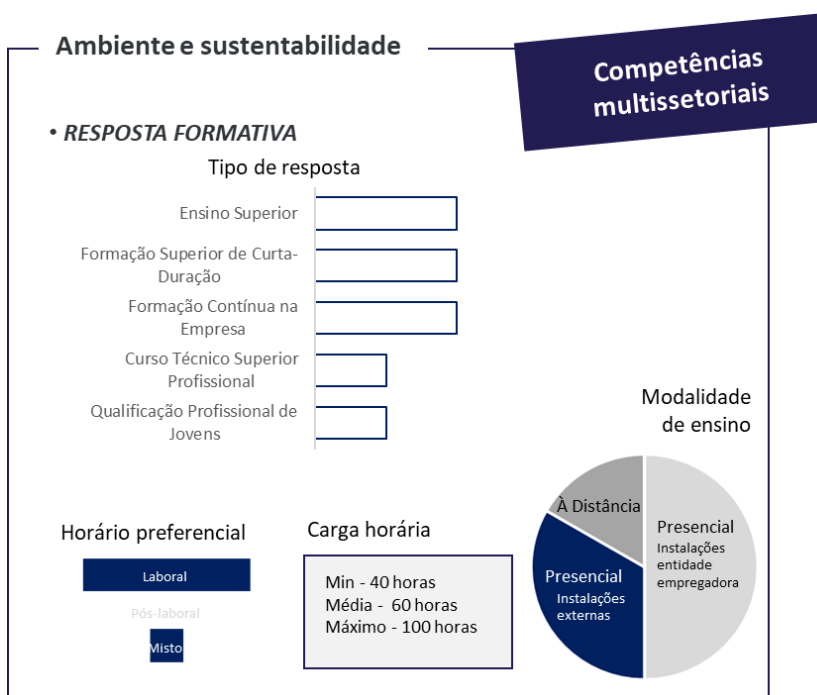 Ambiente e sustentabilidade
Competências
multissetoriais
• RESPOSTA FORMATIVA
Tipo de resposta
Ensino Superior
Formação Superior de Curta-
Duração
Formação Contínua na
Empresa
Curso Técnico Superior
Profissional
Qualificação Profissional de
Jovens
Modalidade
de ensino
À Distância
Presencial
Instalações
entidade
empregadora
Presencial
Instalações
externas
Horário preferencial
Laboral
Pós-laboral
Misto
Carga horária
Min - 40 horas
Média - 60 horas
Máximo - 100 horas